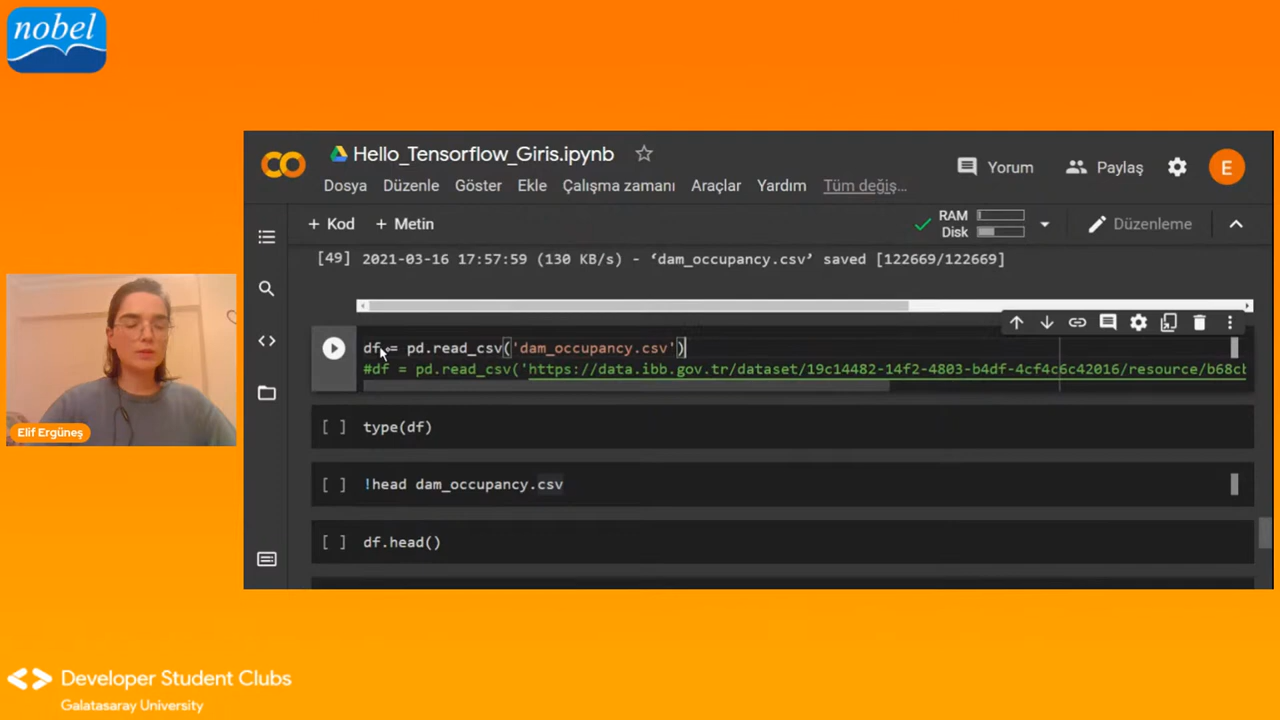 nobel
Hello_Tensorflow_Giris.ipynb
Dosya Düzenle Göster Ekle Çalışma zamanı Araçlar Yardım Tüm değiş...
Yorum Paylaş E
+ Kod + Metin
RAM
Disk
Düzenleme
[49] 2021-03-16 17:57:59 (130 KB/s) - ‘dam_occupancy.csv’ saved [122669/122669]
df = pd.read_csv('dam_occupancy.csv')
#df = pd.read_csv('https://data.ibb.gov.tr/dataset/19c14482-14f2-4803-b4df-4cf4c6c42016/resource/b68cb
[ ] type(df)
[ ] !head dam_occupancy.csv
[ ] df.head()
Elif Ergüneş
Developer Student Clubs
Galatasaray University